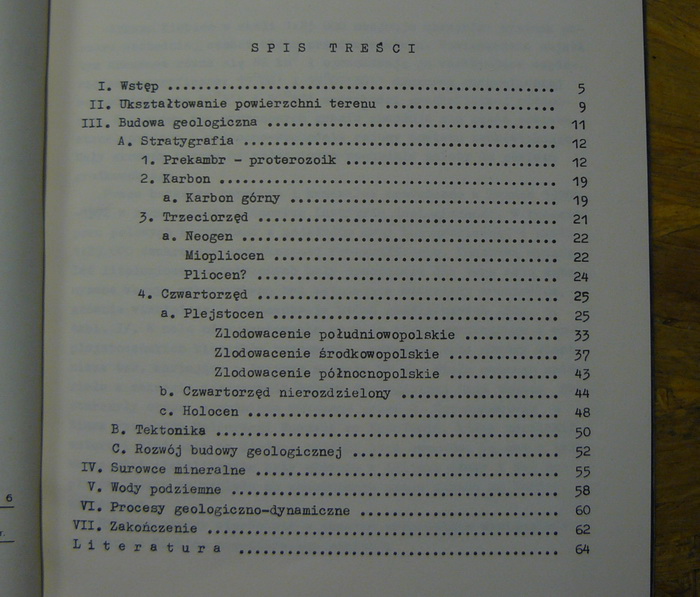 SPIS TREŚCI
I. Wstęp .................................................... 5
II. Ukształtowanie powierzchni terenu ...................... 9
III. Budowa geologiczna ..................................... 11
A. Stratygrafia ......................................... 12
1. Prekambr - proterozoik ............................ 12
2. Karbon ............................................. 19
a. Karbon górny .................................... 19
3. Trzeciorzęd ........................................ 21
a. Neogen .......................................... 22
Miopliocen ...................................... 22
Pliocen? ........................................ 24
4. Czwartorzęd ........................................ 25
a. Plejstocen ...................................... 25
Zlodowacenie południowopolskie ............ 33
Zlodowacenie środkowopolskie .............. 37
Zlodowacenie północnopolskie .............. 43
b. Czwartorzęd nierozdzielony ..................... 44
c. Holocen ......................................... 48
B. Tektonika ............................................ 50
C. Rozwój budowy geologicznej .......................... 52
IV. Surowce mineralne ....................................... 55
V. Wody podziemne .......................................... 58
VI. Procesy geologiczno-dynamiczne .......................... 60
VII. Zakończenie ............................................. 62
Literatura .............................................. 64
6
r.